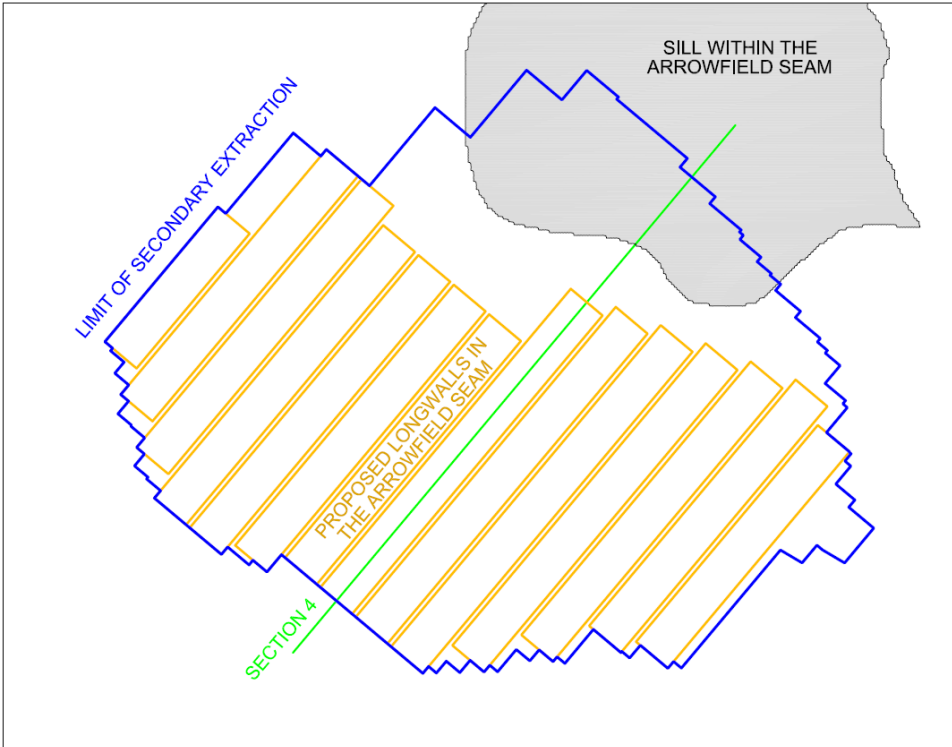 SILL WITHIN THE
ARROWFIELD SEAM
LIMIT OF SECONDARY EXTRACTION
PROPOSED LONGWALLS IN
THE ARROWFIELD SEAM
SECTION 4